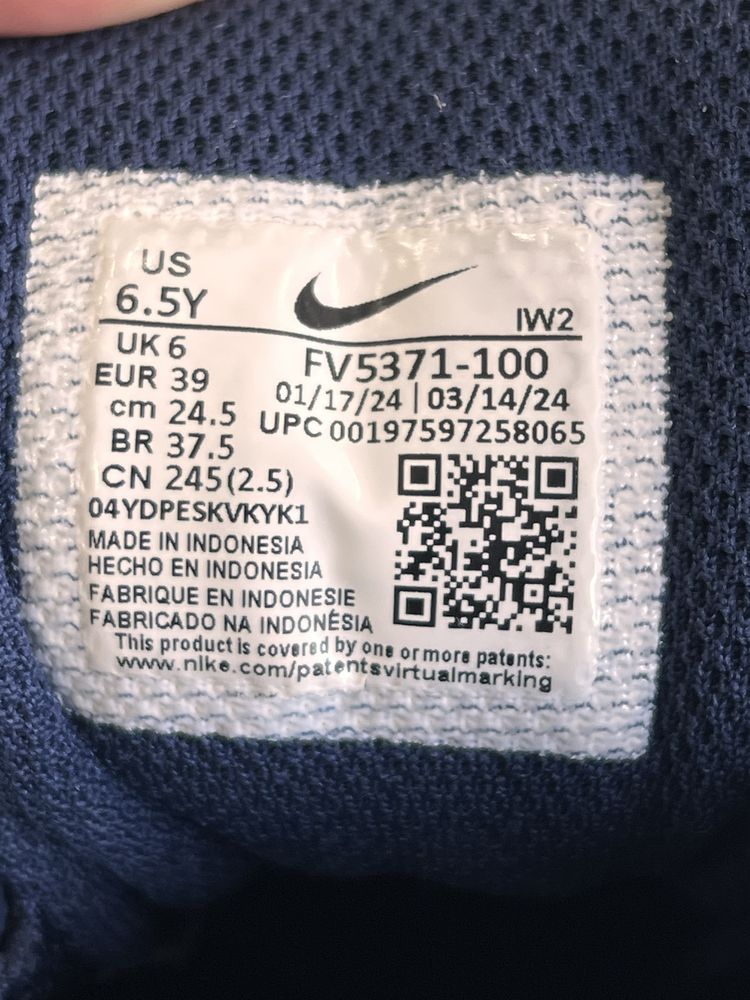 US
6.5Y
IW2
UK 6
EUR 39
cm 24.5
BR 37.5
CN 245(2.5)
FV5371-100
01/17/24 | 03/14/24
UPC 00197597258065
04YDPESKVKYK1
MADE IN INDONESIA
HECHO EN INDONESIA
FABRIQUE EN INDONESIE
FABRICADO NA INDONÉSIA
This product is covered by one or more patents:
www.nike.com/patentsvirtualmarking